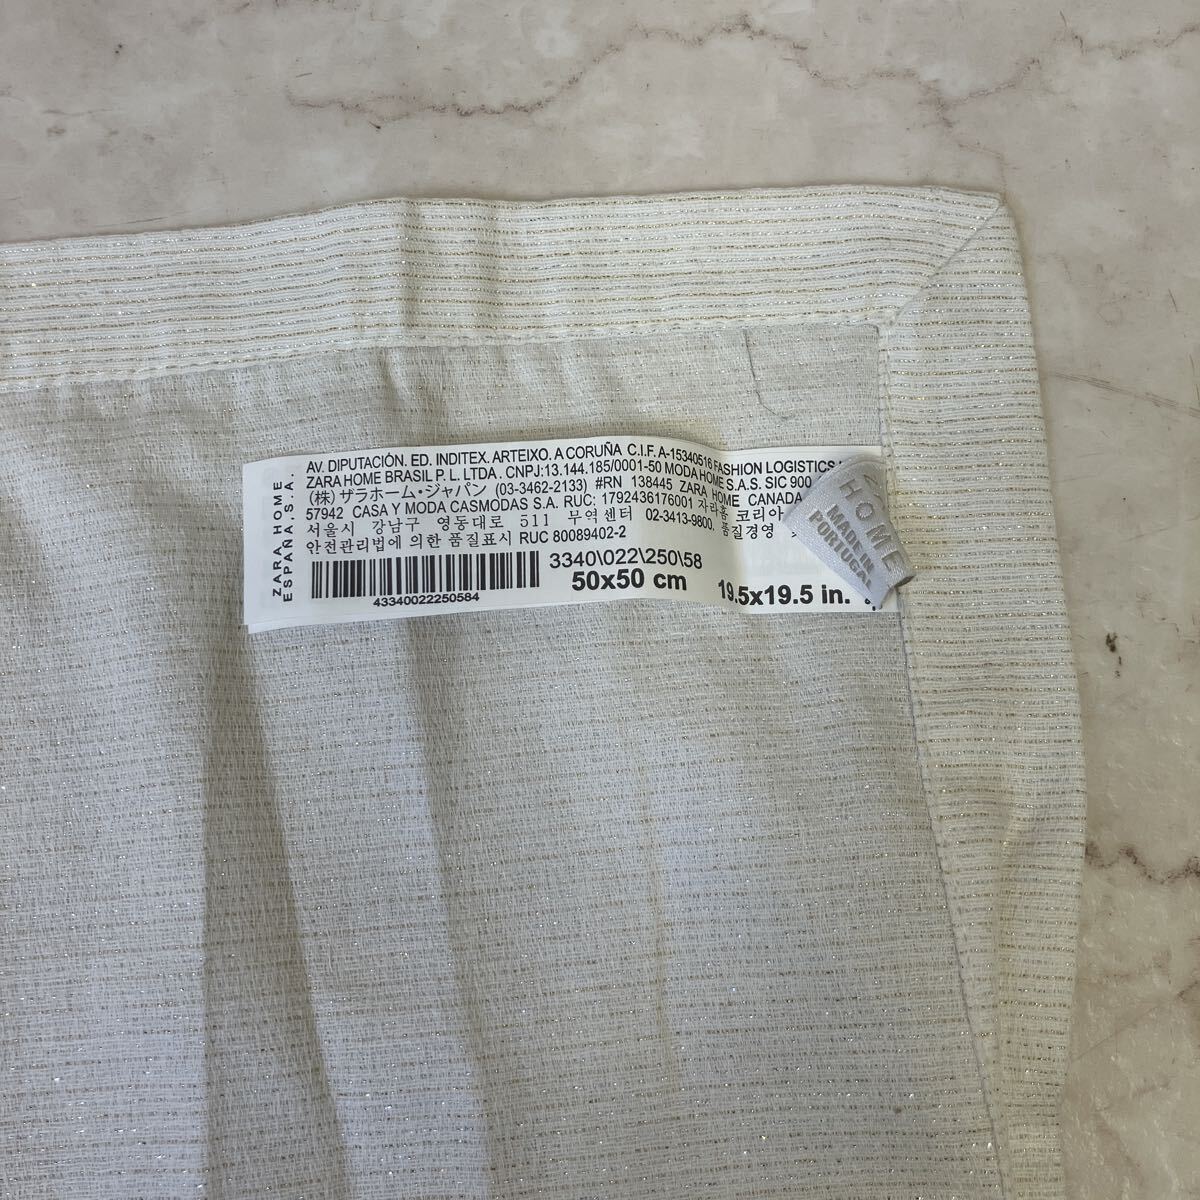 ZARA HOME
ESPAÑA S.A.
AV. DIPUTACIÓN. ED. INDITEX. ARTEIXO. A CORUÑA C.I.F. A-15340516 FASHION LOGISTICS
ZARA HOME BRASIL P. L. LTDA. CNPJ:13.144.185/0001-50 MODA HOME S.A.S. SIC 900
(株) ザラホーム・ジャパン (03-3462-2133) #RN 138445 ZARA HOME CANADA
57942 CASA Y MODA CASMODAS S.A. RUC: 1792436176001 자라홈 코리아
서울시 강남구 영동대로 511 무역센터 02-3413-9800. 품질경영
안전관리법에 의한 품질표시 RUC 80089402-2
3340\022\250\58
43340022250584
50x50 cm 19.5x19.5 in.
HOME
MADE IN
PORTUGAL
HOME